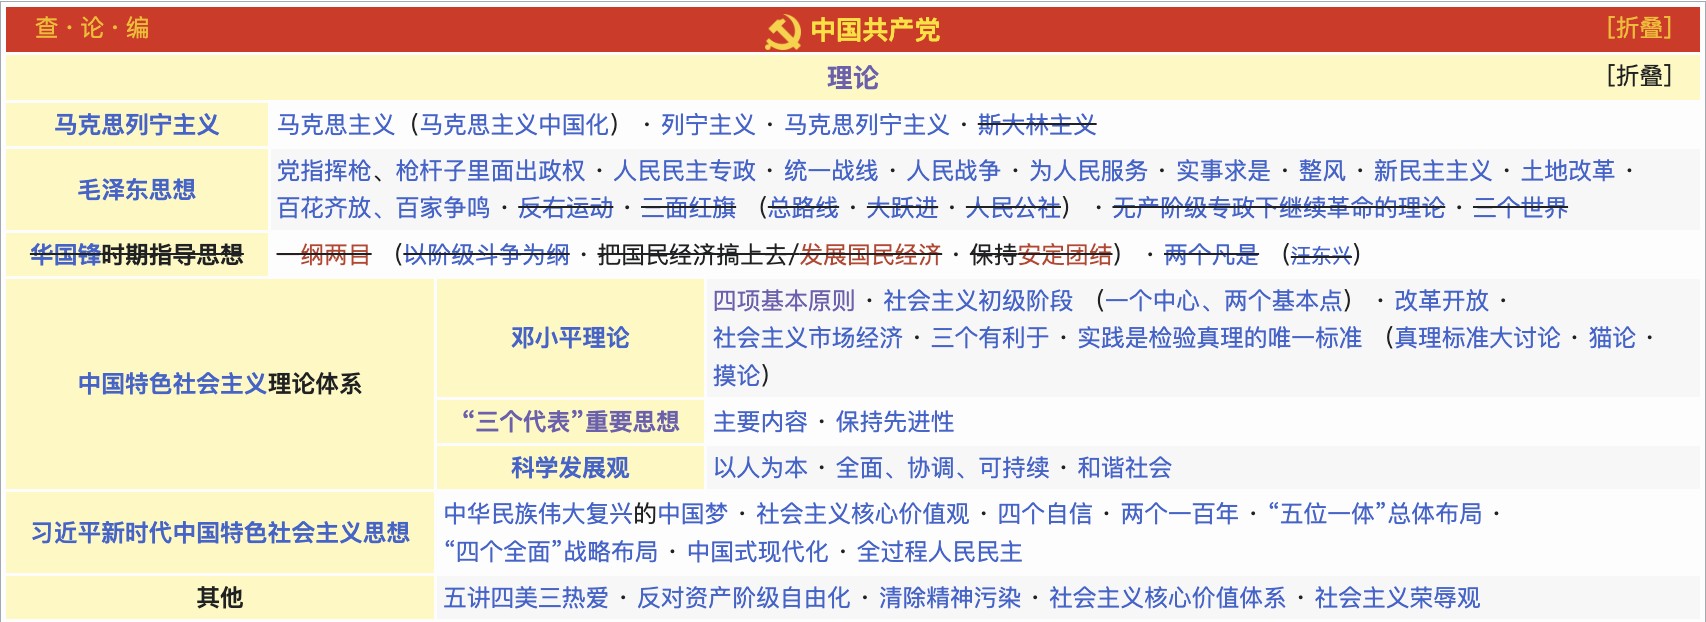 查·论·编 中国共产党 [折叠]
理论 [折叠]
马克思列宁主义 马克思主义（马克思主义中国化） · 列宁主义 · 马克思列宁主义 · 斯大林主义
毛泽东思想 党指挥枪、枪杆子里面出政权 · 人民民主专政 · 统一战线 · 人民战争 · 为人民服务 · 实事求是 · 整风 · 新民主主义 · 土地改革 ·
百花齐放、百家争鸣 · 反右运动 · 三面红旗 （总路线 · 大跃进 · 人民公社） · 无产阶级专政下继续革命的理论 · 三个世界
华国锋时期指导思想 一纲两目 （以阶级斗争为纲 · 把国民经济搞上去/发展国民经济 · 保持安定团结） · 两个凡是 （汪东兴）
中国特色社会主义理论体系
邓小平理论 四项基本原则 · 社会主义初级阶段 （一个中心、两个基本点） · 改革开放 ·
社会主义市场经济 · 三个有利于 · 实践是检验真理的唯一标准 （真理标准大讨论 · 猫论 ·
摸论）
“三个代表”重要思想 主要内容 · 保持先进性
科学发展观 以人为本 · 全面、协调、可持续 · 和谐社会
习近平新时代中国特色社会主义思想 中华民族伟大复兴的中国梦 · 社会主义核心价值观 · 四个自信 · 两个一百年 · “五位一体”总体布局 ·
“四个全面”战略布局 · 中国式现代化 · 全过程人民民主
其他 五讲四美三热爱 · 反对资产阶级自由化 · 清除精神污染 · 社会主义核心价值体系 · 社会主义荣辱观